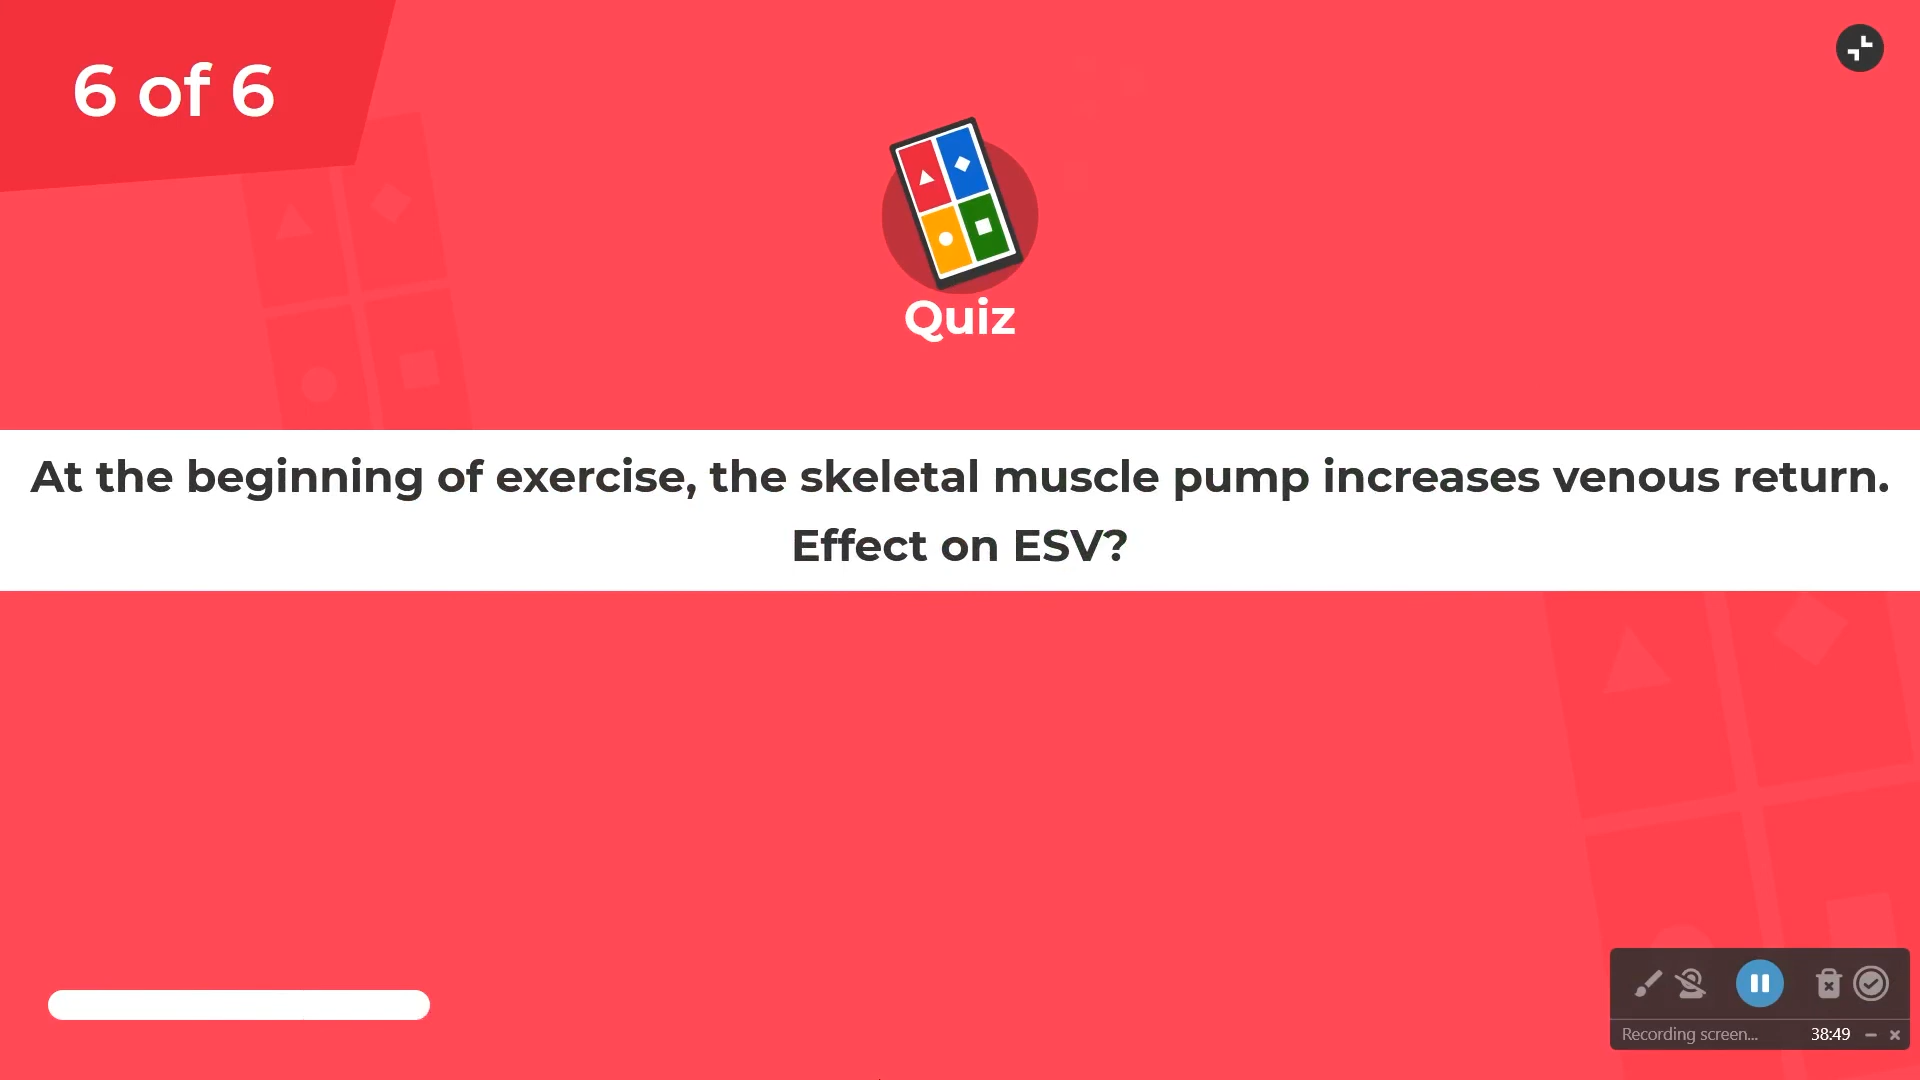 6 of 6
Quiz
At the beginning of exercise, the skeletal muscle pump increases venous return.
Effect on ESV?
Recording screen... 38:49